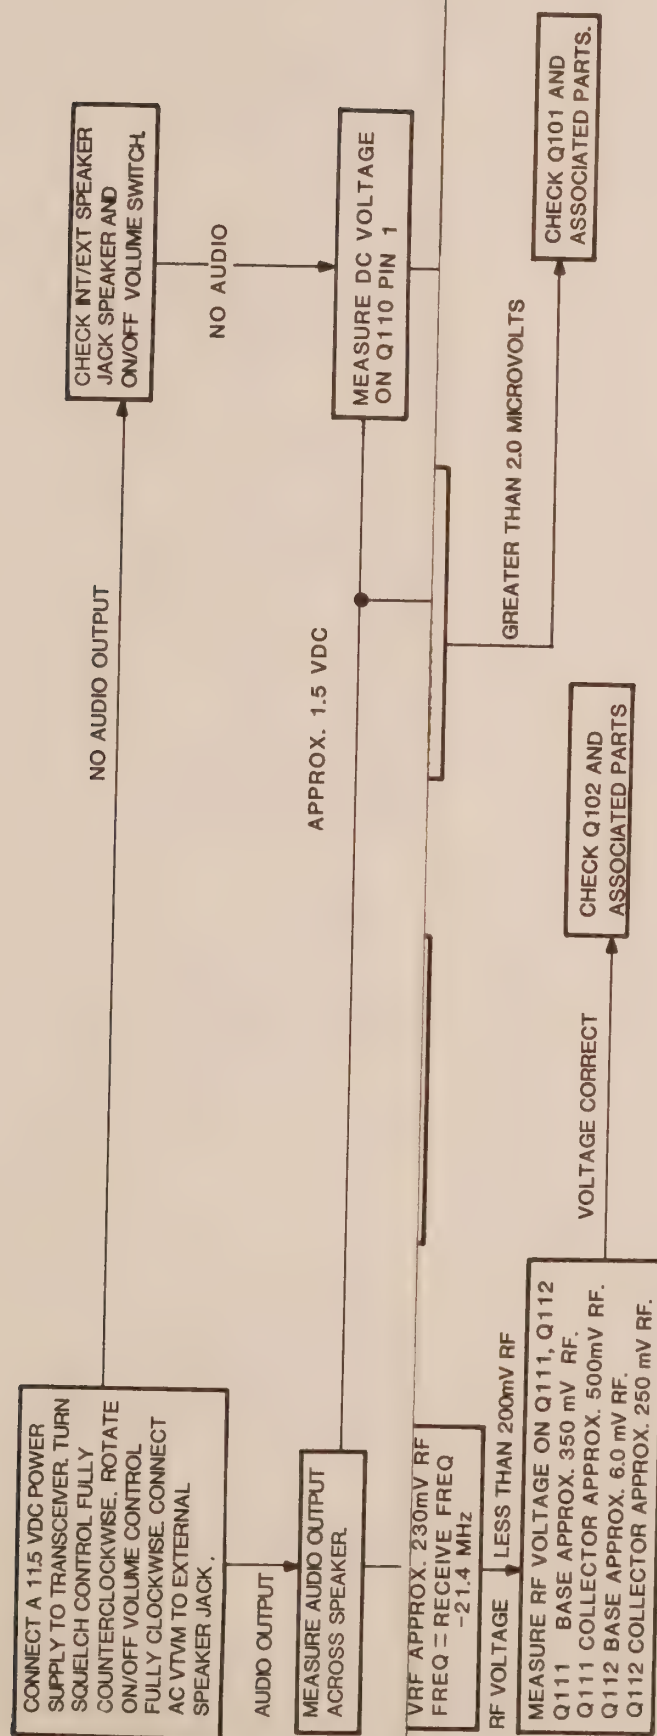 CONNECT A 11.5 VDC POWER
SUPPLY TO TRANSCEIVER. TURN
SQUELCH CONTROL FULLY
COUNTERCLOCKWISE. ROTATE
ON/OFF VOLUME CONTROL
FULLY CLOCKWISE. CONNECT
AC VTVM TO EXTERNAL
SPEAKER JACK.
NO AUDIO OUTPUT
CHECK INT/EXT SPEAKER
JACK SPEAKER AND
ON/OFF VOLUME SWITCH.
NO AUDIO
MEASURE DC VOLTAGE
ON Q110 PIN 1
AUDIO OUTPUT
MEASURE AUDIO OUTPUT
ACROSS SPEAKER.
APPROX. 1.5 VDC
VRF APPROX. 230mV RF
FREQ = RECEIVE FREQ
-21.4 MHz
RF VOLTAGE LESS THAN 200mV RF
MEASURE RF VOLTAGE ON Q111, Q112
Q111 BASE APPROX. 350 mV RF.
Q111 COLLECTOR APPROX. 500mV RF.
Q112 BASE APPROX. 6.0 mV RF.
Q112 COLLECTOR APPROX. 250 mV RF.
VOLTAGE CORRECT
CHECK Q102 AND
ASSOCIATED PARTS
GREATER THAN 2.0 MICROVOLTS
CHECK Q101 AND
ASSOCIATED PARTS.